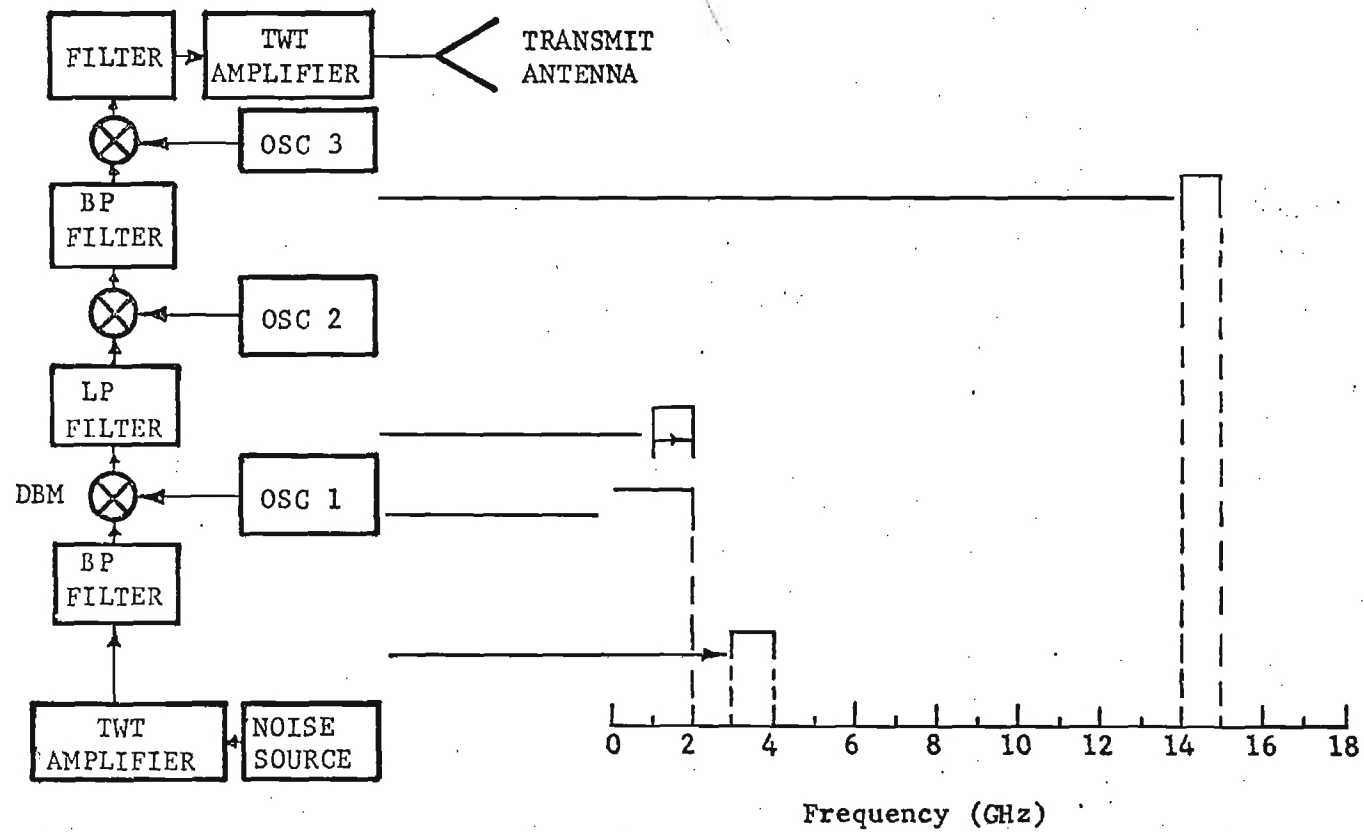 FILTER
TWT
AMPLIFIER
TRANSMIT
ANTENNA
OSC 3
BP
FILTER
OSC 2
LP
FILTER
DBM
OSC 1
BP
FILTER
TWT
AMPLIFIER
NOISE
SOURCE
0 2 4 6 8 10 12 14 16 18
Frequency (GHz)